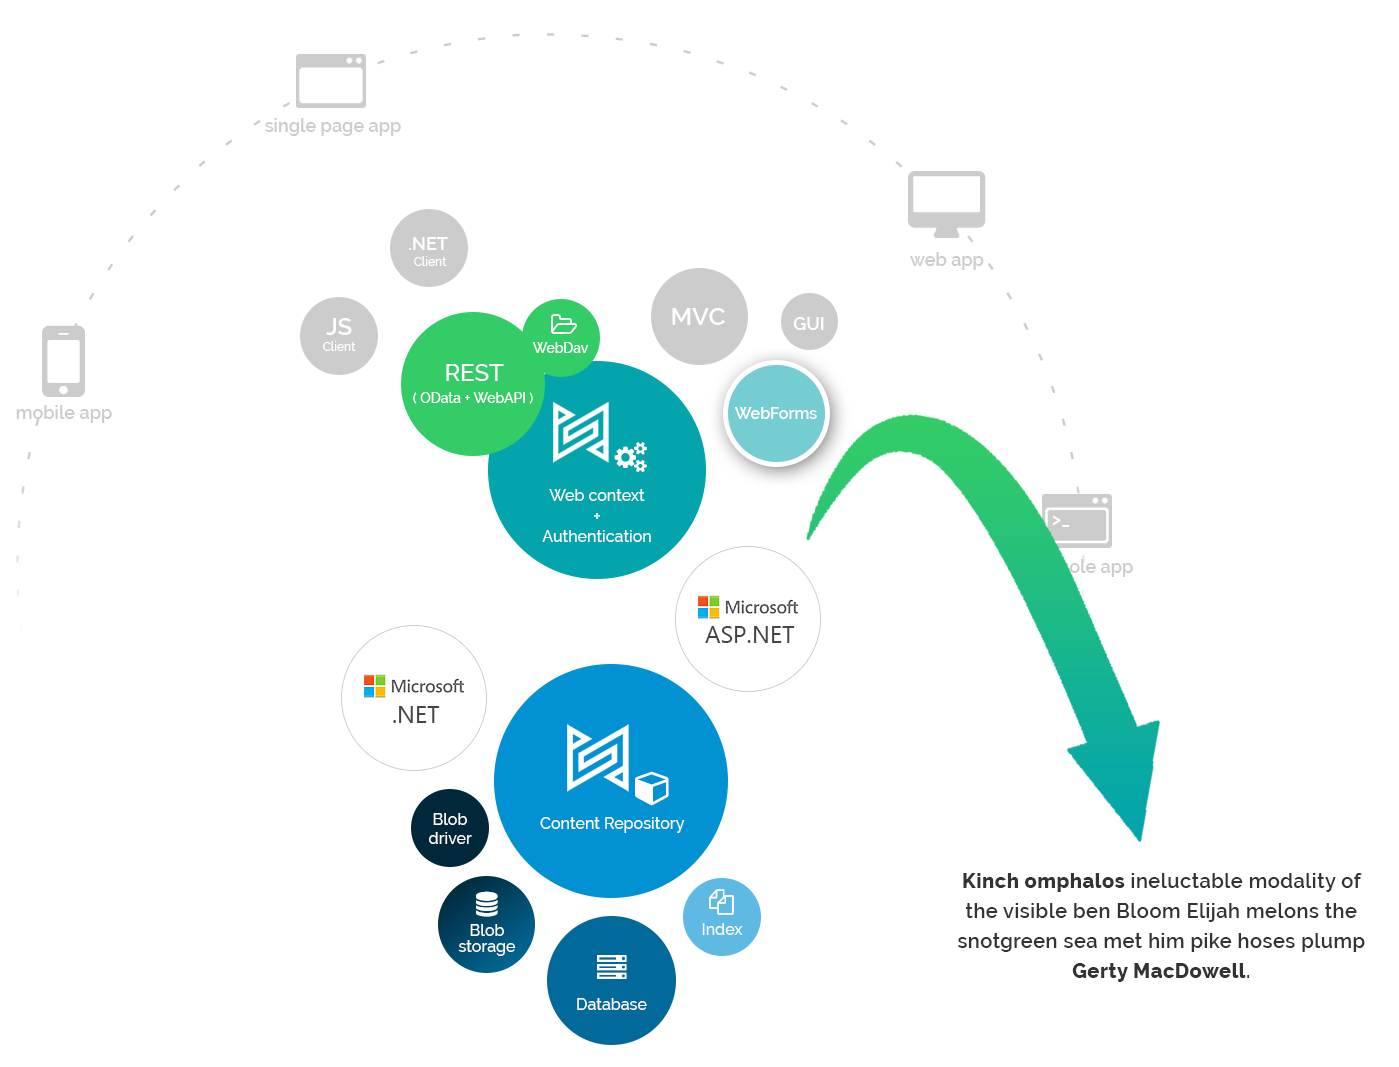 single page app
web app
.NET
Client
JS
Client
MVC
GUI
WebDav
REST
( OData + WebAPI )
WebForms
mobile app
Web context
+
Authentication
>_
ole app
Microsoft
ASP.NET
Microsoft
.NET
Content Repository
Blob
driver
Blob
storage
Index
Database
Kinch omphalos ineluctable modality of
the visible ben Bloom Elijah melons the
snotgreen sea met him pike hoses plump
Gerty MacDowell.